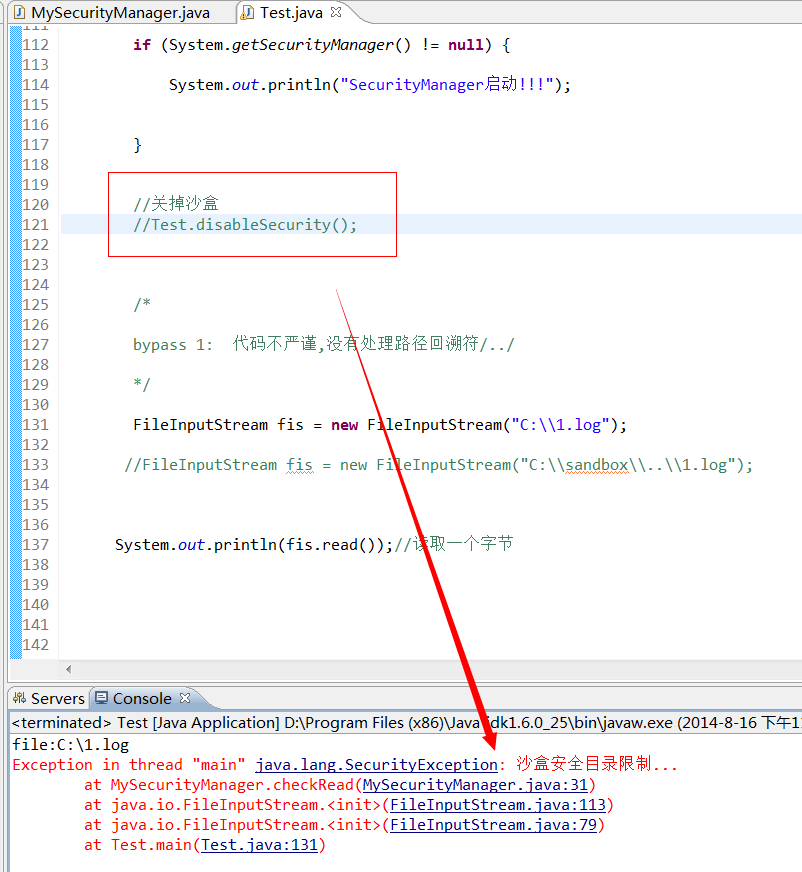 MySecurityManager.java Test.java
111
112 if (System.getSecurityManager() != null) {
113
114 System.out.println("SecurityManager启动!!!");
115
116
117 }
118
119
120 //关掉沙盒
121 //Test.disableSecurity();
122
123
124
125 /*
126
127 bypass 1: 代码不严谨,没有处理路径回溯符/../
128
129 */
130
131 FileInputStream fis = new FileInputStream("C:\\1.log");
132
133 //FileInputStream fis = new FileInputStream("C:\\sandbox\\..\\1.log");
134
135
136
137 System.out.println(fis.read());//读取一个字节
138
139
140
141
142
Servers Console
<terminated> Test [Java Application] D:\Program Files (x86)\Java\jdk1.6.0_25\bin\javaw.exe (2014-8-16 下午1
file:C:\1.log
Exception in thread "main" java.lang.SecurityException: 沙盒安全目录限制...
at MySecurityManager.checkRead(MySecurityManager.java:31)
at java.io.FileInputStream.<init>(FileInputStream.java:113)
at java.io.FileInputStream.<init>(FileInputStream.java:79)
at Test.main(Test.java:131)